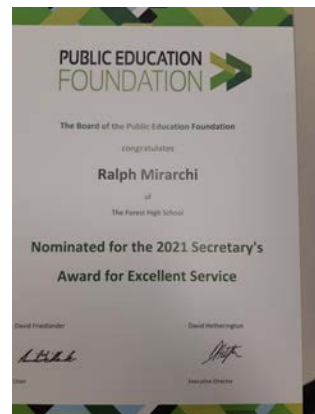 PUBLIC EDUCATION
FOUNDATION
The Board of the Public Education Foundation
congratulates
Ralph Mirarchi
of
The Forest High School
Nominated for the 2021 Secretary's
Award for Excellent Service
David Friedlander David Hetherington
Chair Executive Director